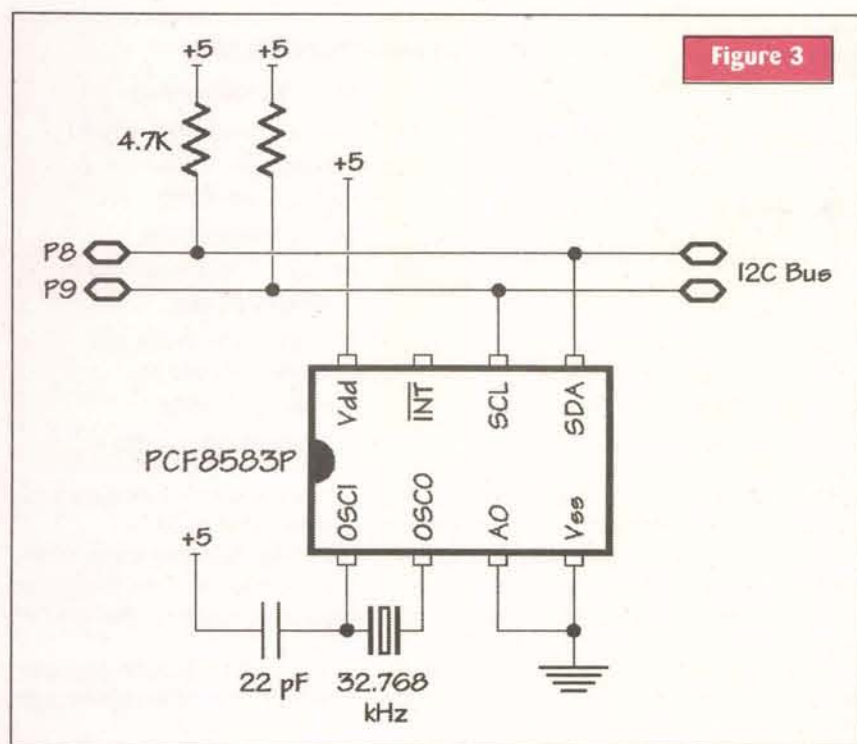 Figure 3
+5 +5
4.7K
+5
P8
P9
I2C Bus
Vdd
INT
SCL
SDA
PCF8583P
OSCI
OSCO
A0
Vss
+5
22 pF
32.768
kHz